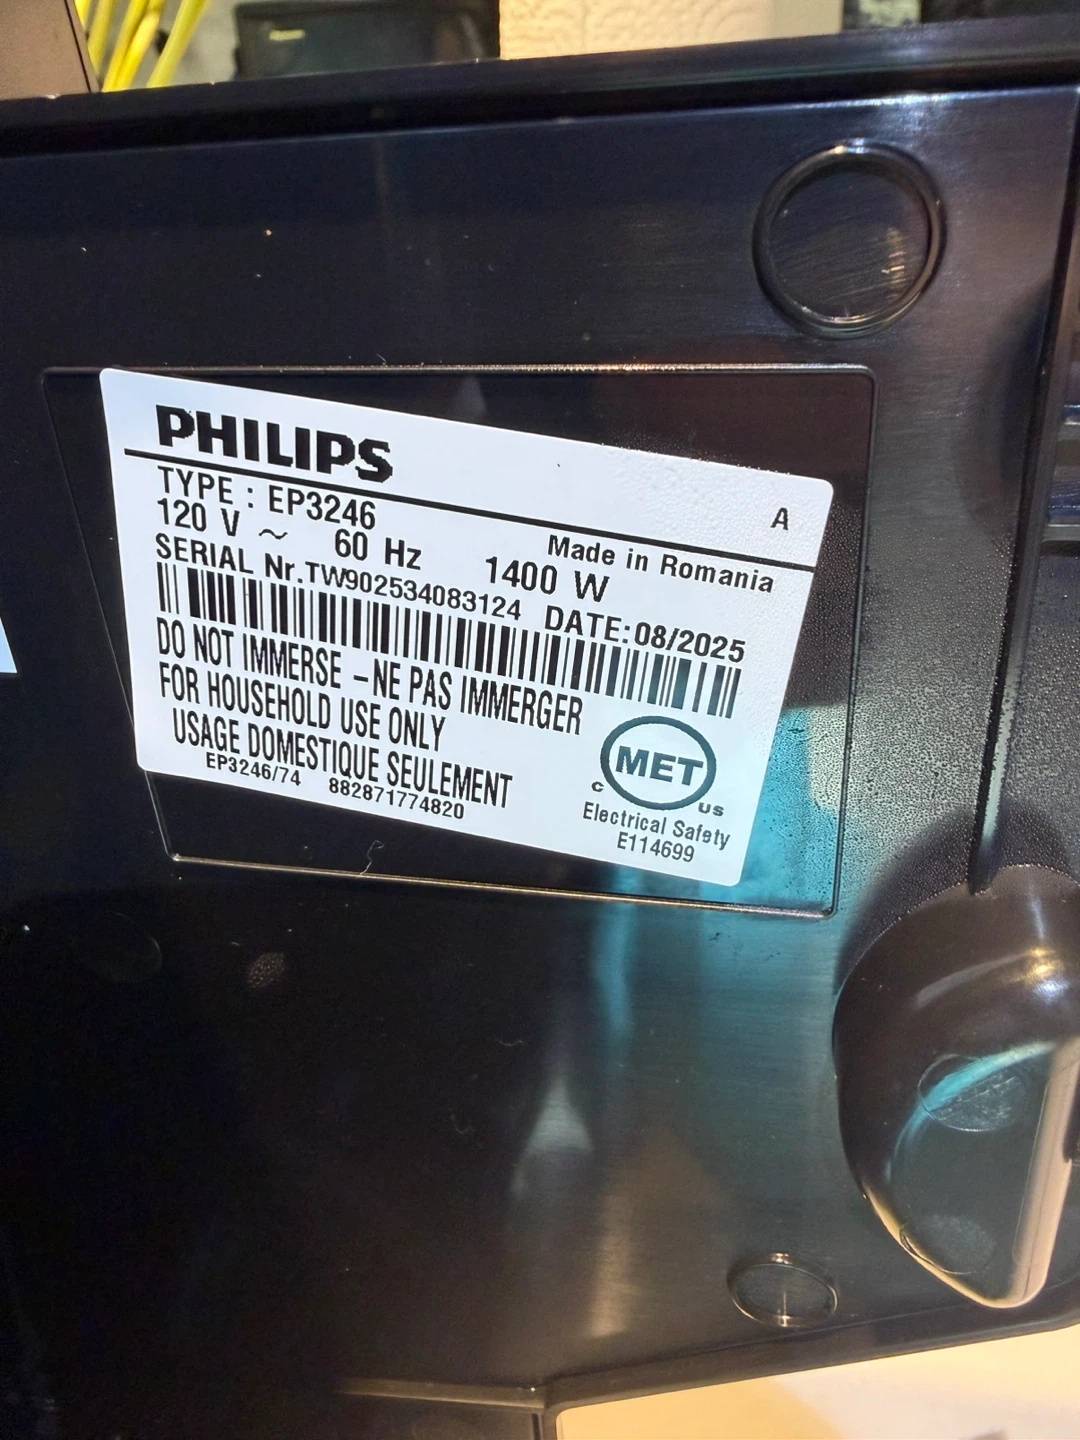 PHILIPS
A
TYPE : EP3246
Made in Romania
120 V ~ 60 Hz 1400 W
SERIAL Nr.TW902534083124 DATE:08/2025
DO NOT IMMERSE – NE PAS IMMERGER
FOR HOUSEHOLD USE ONLY
USAGE DOMESTIQUE SEULEMENT
EP3246/74 882871774820
MET
C US
Electrical Safety
E114699